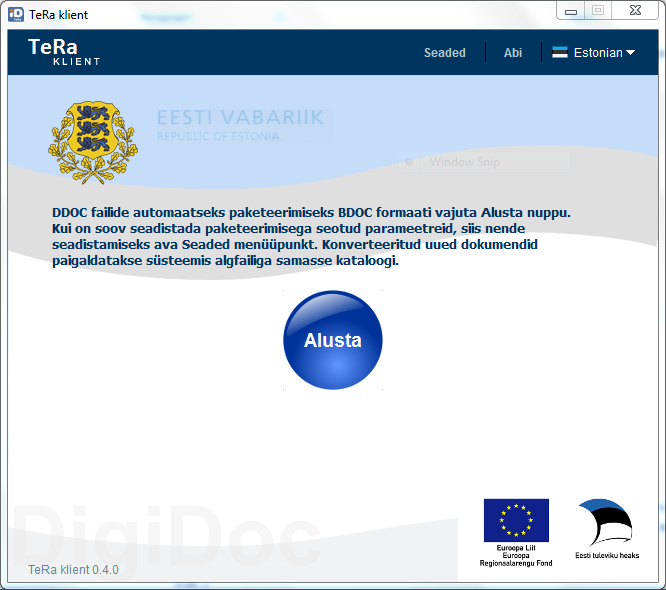 TeRa klient
TeRa
KLIENT
Seaded
Abi
Estonian
EESTI VABARIIK
REPUBLIC OF ESTONIA
Window Snip
DDOC failide automaatseks paketeerimiseks BDOC formaati vajuta Alusta nuppu.
Kui on soov seadistada paketeerimisega seotud parameetreid, siis nende
seadistamiseks ava Seaded menüüpunkt. Konverteeritud uued dokumendid
paigaldatakse süsteemis algfailiga samasse kataloogi.
Alusta
DigiDoc
Euroopa Liit
Euroopa
Regionaalarengu Fond
Eesti tuleviku heaks
TeRa klient 0.4.0